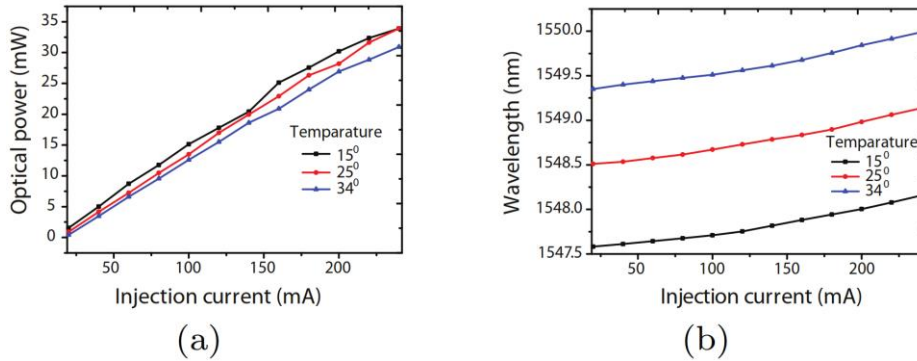 Optical power (mW)
35
30
25
20
15
10
5
0
50 100 150 200
Injection current (mA)
Temparature
15⁰
25⁰
34⁰
(a)
Wavelength (nm)
1550.0
1549.5
1549.0
1548.5
1548.0
1547.5
50 100 150 200
Injection current (mA)
Temparature
15⁰
25⁰
34⁰
(b)